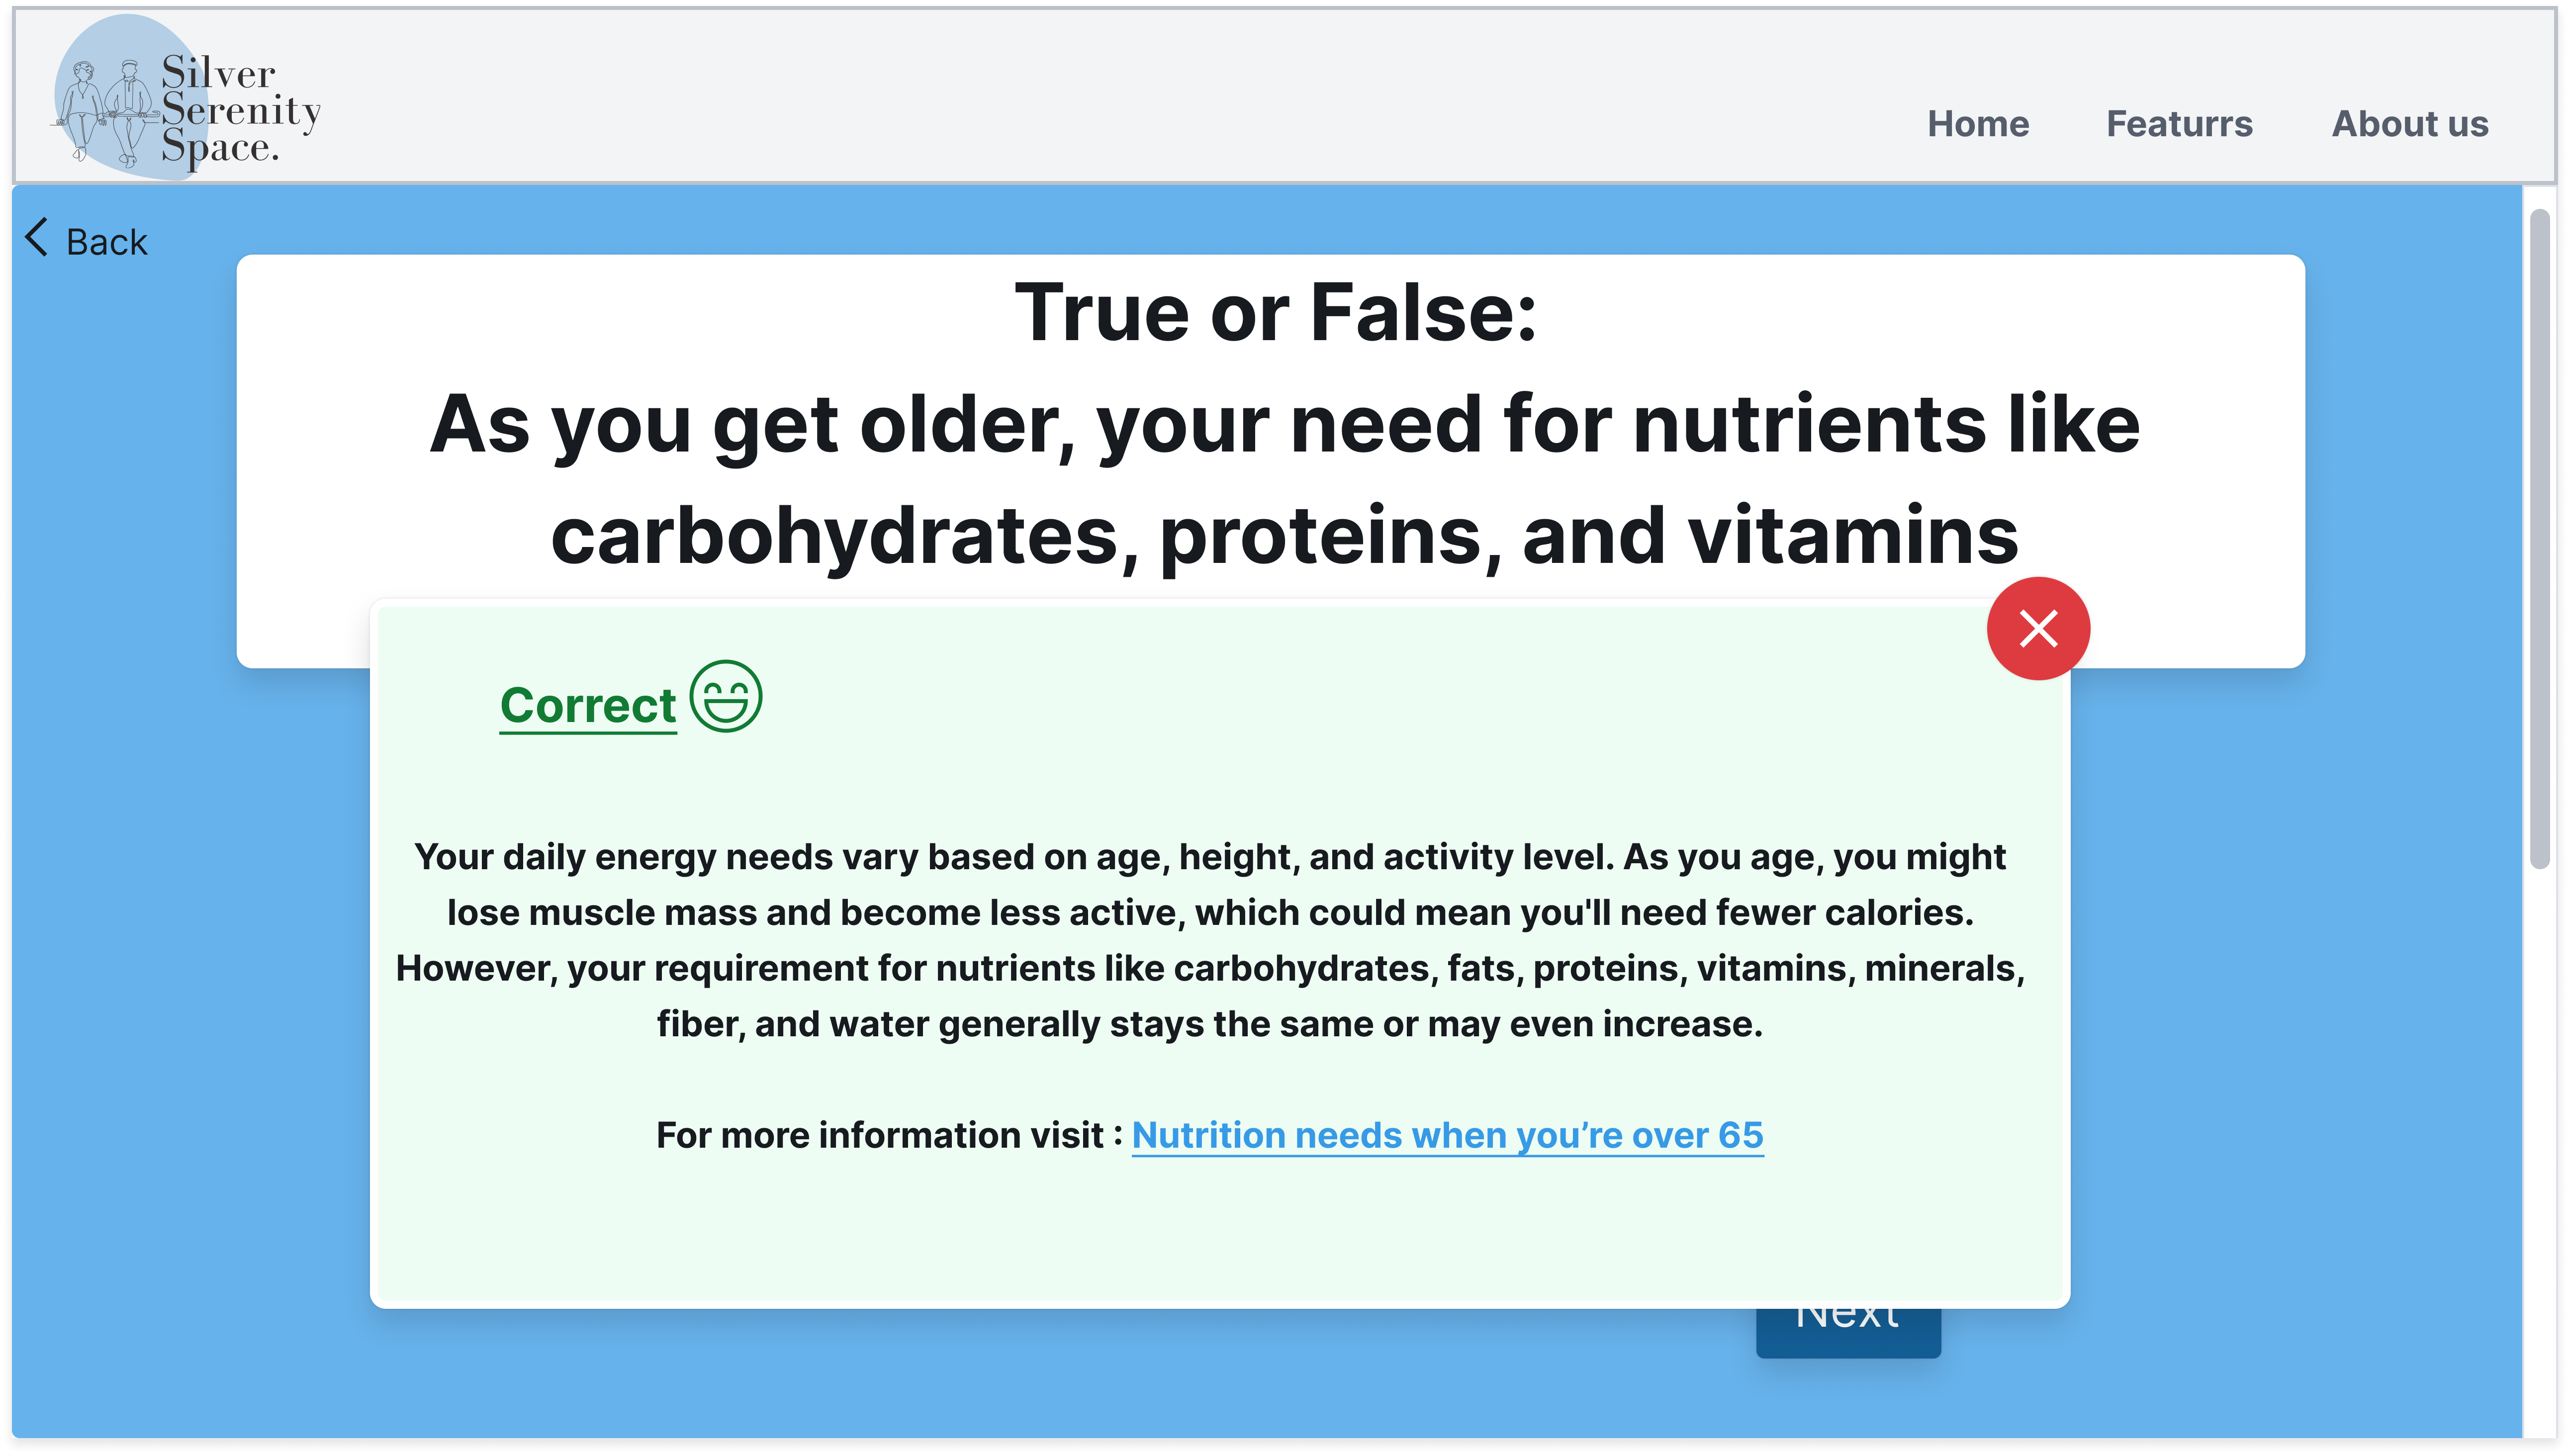 Silver
Serenity
Space.
Home Featurrs About us
Back
True or False:
As you get older, your need for nutrients like
carbohydrates, proteins, and vitamins
Correct
Your daily energy needs vary based on age, height, and activity level. As you age, you might
lose muscle mass and become less active, which could mean you'll need fewer calories.
However, your requirement for nutrients like carbohydrates, fats, proteins, vitamins, minerals,
fiber, and water generally stays the same or may even increase.
For more information visit : Nutrition needs when you’re over 65
Next